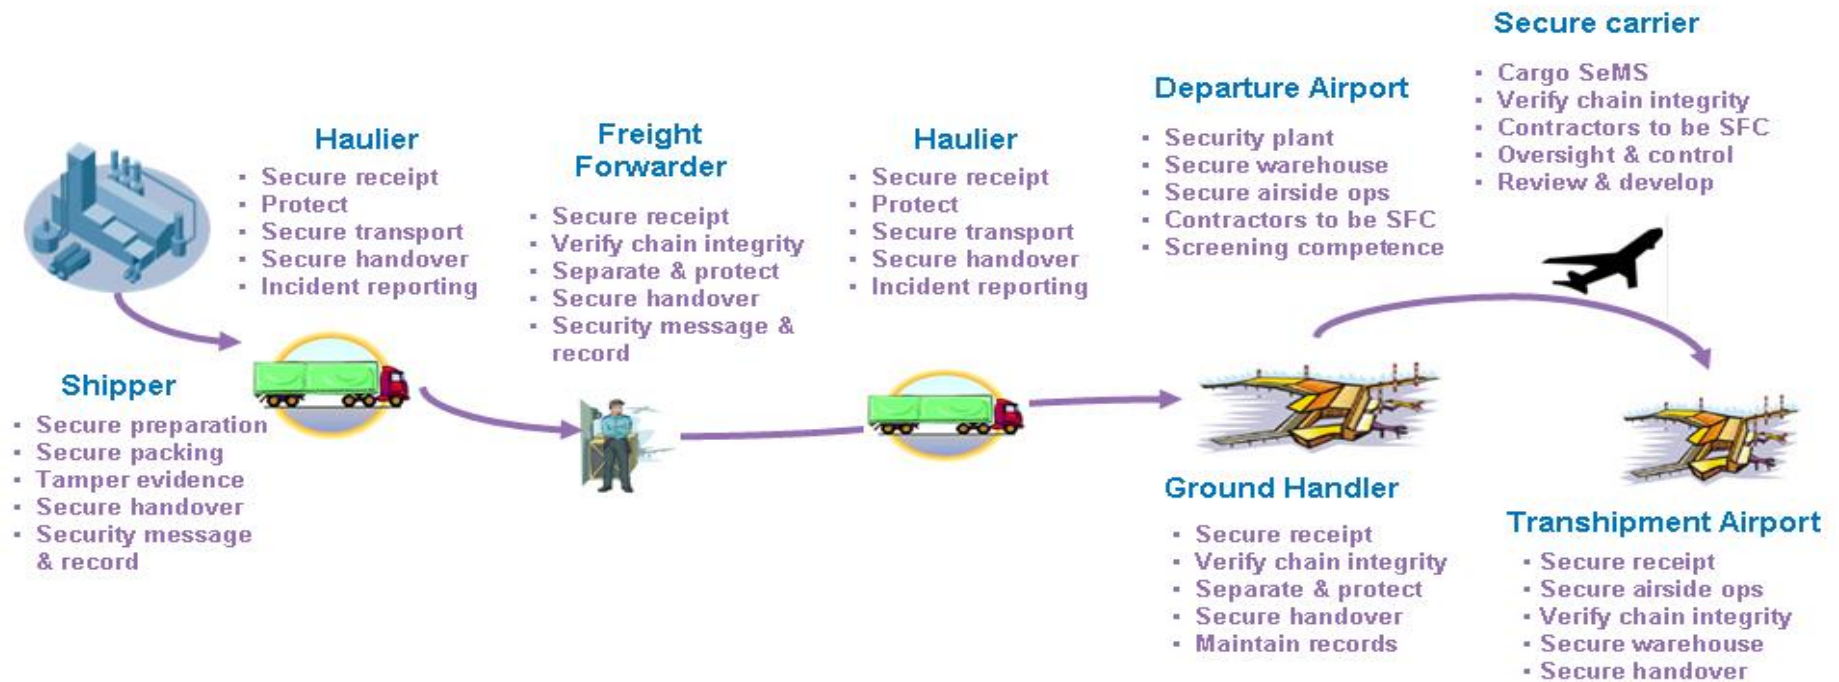 Shipper
▪ Secure preparation
▪ Secure packing
▪ Tamper evidence
▪ Secure handover
▪ Security message
& record
Haulier
▪ Secure receipt
▪ Protect
▪ Secure transport
▪ Secure handover
▪ Incident reporting
Freight
Forwarder
▪ Secure receipt
▪ Verify chain integrity
▪ Separate & protect
▪ Secure handover
▪ Security message &
record
Haulier
▪ Secure receipt
▪ Protect
▪ Secure transport
▪ Secure handover
▪ Incident reporting
Departure Airport
▪ Security plant
▪ Secure warehouse
▪ Secure airside ops
▪ Contractors to be SFC
▪ Screening competence
Ground Handler
▪ Secure receipt
▪ Verify chain integrity
▪ Separate & protect
▪ Secure handover
▪ Maintain records
Secure carrier
▪ Cargo SeMS
▪ Verify chain integrity
▪ Contractors to be SFC
▪ Oversight & control
▪ Review & develop
Transhipment Airport
▪ Secure receipt
▪ Secure airside ops
▪ Verify chain integrity
▪ Secure warehouse
▪ Secure handover